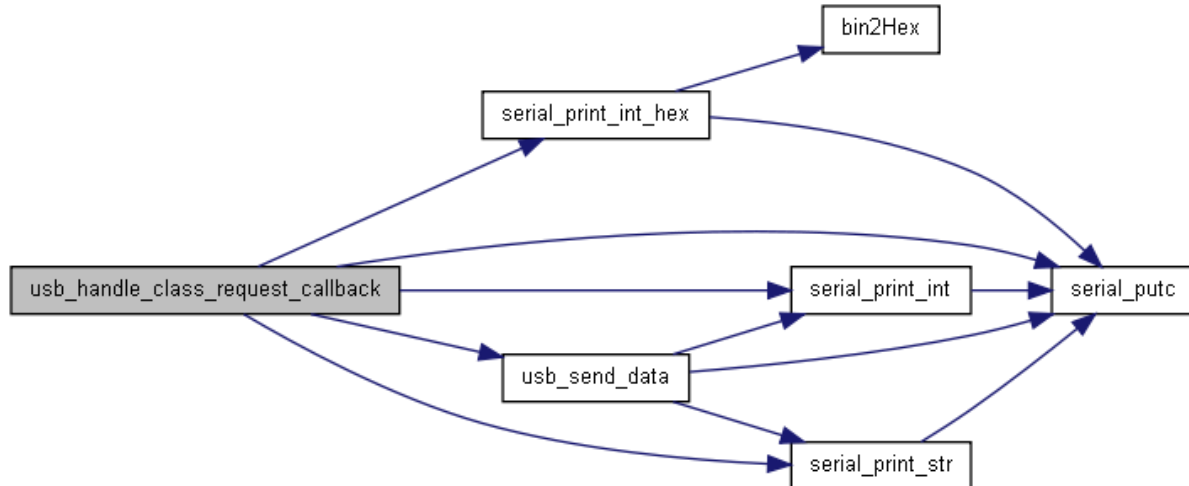 bin2Hex
serial_print_int_hex
usb_handle_class_request_callback
serial_print_int
serial_putc
usb_send_data
serial_print_str